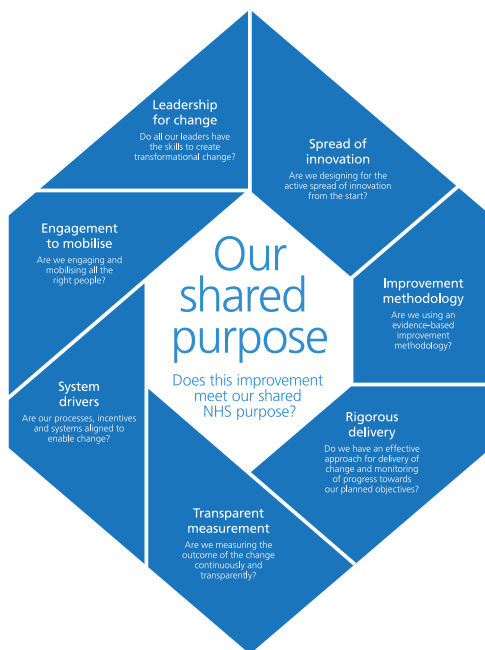 Leadership
for change
Do all our leaders have
the skills to create
transformational change?
Spread of
innovation
Are we designing for the
active spread of innovation
from the start?
Engagement
to mobilise
Are we engaging and
mobilising all the
right people?
Our
shared
purpose
Does this improvement
meet our shared
NHS purpose?
Improvement
methodology
Are we using an
evidence-based
improvement
methodology?
System
drivers
Are our processes, incentives
and systems aligned to
enable change?
Rigorous
delivery
Do we have an effective
approach for delivery of
change and monitoring
of progress towards
our planned objectives?
Transparent
measurement
Are we measuring the
outcome of the change
continuously and
transparently?